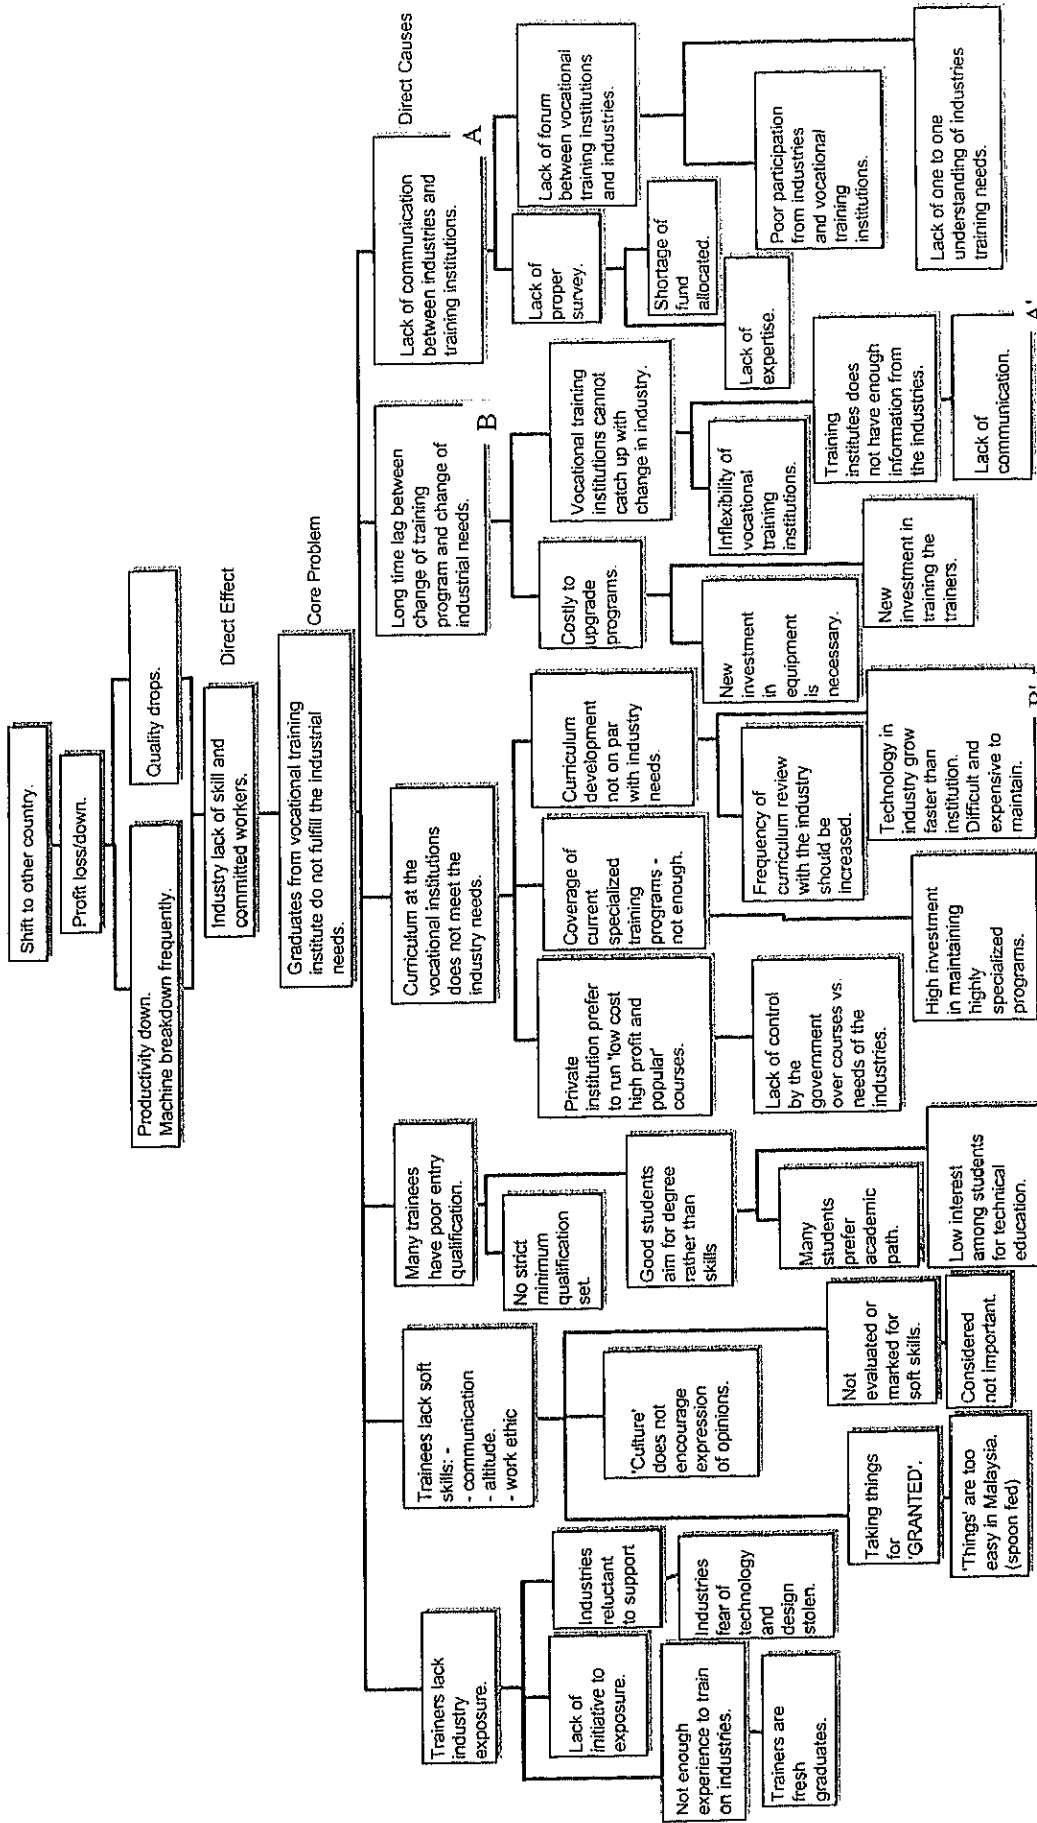 Shift to other country.
Profit loss/down.
Productivity down.
Machine breakdown frequently.
Quality drops.
Industry lack of skill and
committed workers.
Direct Effect
Graduates from vocational training
institute do not fulfill the industrial
needs.
Core Problem
Trainers lack
industry
exposure.
Trainees lack soft
skills: -
- communication
- altitude.
- work ethic
Many trainees
have poor entry
qualification.
Curriculum at the
vocational institutions
does not meet the
industry needs.
Long time lag between
change of training
program and change of
industrial needs.
B
Lack of communication
between industries and
training institutions.
A
Direct Causes
Not enough
experience to train
on industries.
Trainers are
fresh
graduates.
Lack of
initiative to
exposure.
Industries
reluctant
to support
Industries
fear of
technology
and
design
stolen.
Taking things
for
'GRANTED'.
'Things' are too
easy in Malaysia.
(spoon fed)
'Culture'
does not
encourage
expression
of opinions.
Not
evaluated or
marked for
soft skills.
Considered
not important.
No strict
minimum
qualification
set.
Good students
aim for degree
rather than
skills
Many
students
prefer
academic
path.
Low interest
among students
for technical
education.
Private
institution prefer
to run 'low cost
high profit and
popular'
courses.
Lack of control
by the
government
over courses vs.
needs of the
industries.
Coverage of
current
specialized
training
programs -
not enough.
High investment
in maintaining
highly
specialized
programs.
Curriculum
development
not on par
with industry
needs.
Frequency of
curriculum review
with the industry
should be
increased.
Technology in
industry grow
faster than
institution.
Difficult and
expensive to
maintain.
B'
Costly to
upgrade
programs.
New
investment
in
equipment
is
necessary.
New
investment in
training the
trainers.
Vocational training
institutions cannot
catch up with
change in industry.
Inflexibility of
vocational
training
institutions.
Training
institutes does
not have enough
information from
the industries.
Lack of
communication.
A'
Lack of
proper
survey.
Lack of
expertise.
Shortage of
fund
allocated.
Lack of forum
between vocational
training institutions
and industries.
Poor participation
from industries
and vocational
training
institutions.
Lack of one to one
understanding of industries
training needs.